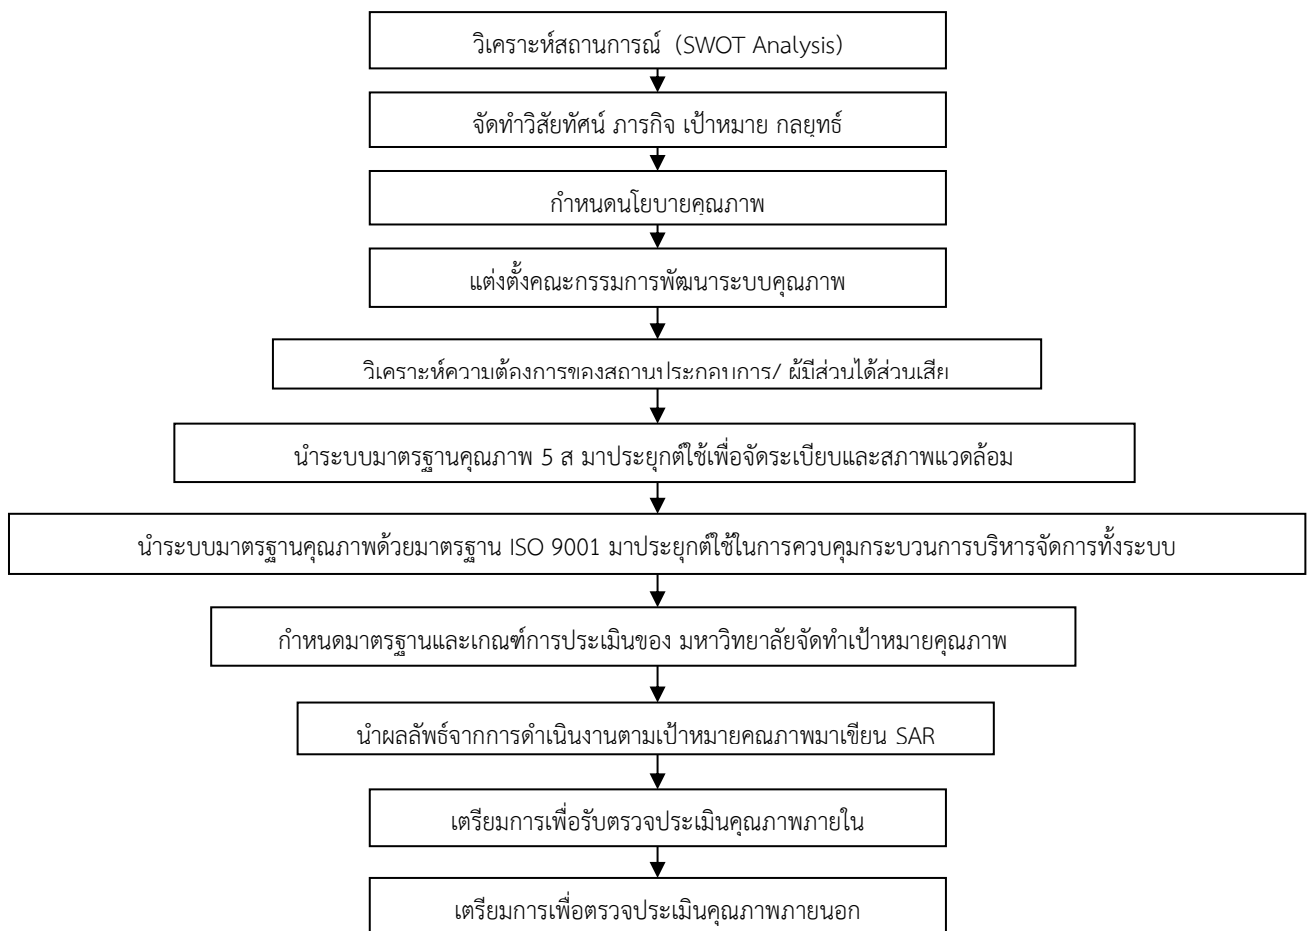 วิเคราะห์สถานการณ์ (SWOT Analysis)
จัดทำวิสัยทัศน์ ภารกิจ เป้าหมาย กลยุทธ์
กำหนดนโยบายคุณภาพ
แต่งตั้งคณะกรรมการพัฒนาระบบคุณภาพ
วิเคราะห์ความต้องการของสถานประกอบการ/ ผู้มีส่วนได้ส่วนเสีย
นำระบบมาตรฐานคุณภาพ 5 ส มาประยุกต์ใช้เพื่อจัดระเบียบและสภาพแวดล้อม
นำระบบมาตรฐานคุณภาพด้วยมาตรฐาน ISO 9001 มาประยุกต์ใช้ในการควบคุมกระบวนการบริหารจัดการทั้งระบบ
กำหนดมาตรฐานและเกณฑ์การประเมินของ มหาวิทยาลัยจัดทำเป้าหมายคุณภาพ
นำผลลัพธ์จากการดำเนินงานตามเป้าหมายคุณภาพมาเขียน SAR
เตรียมการเพื่อรับตรวจประเมินคุณภาพภายใน
เตรียมการเพื่อตรวจประเมินคุณภาพภายนอก